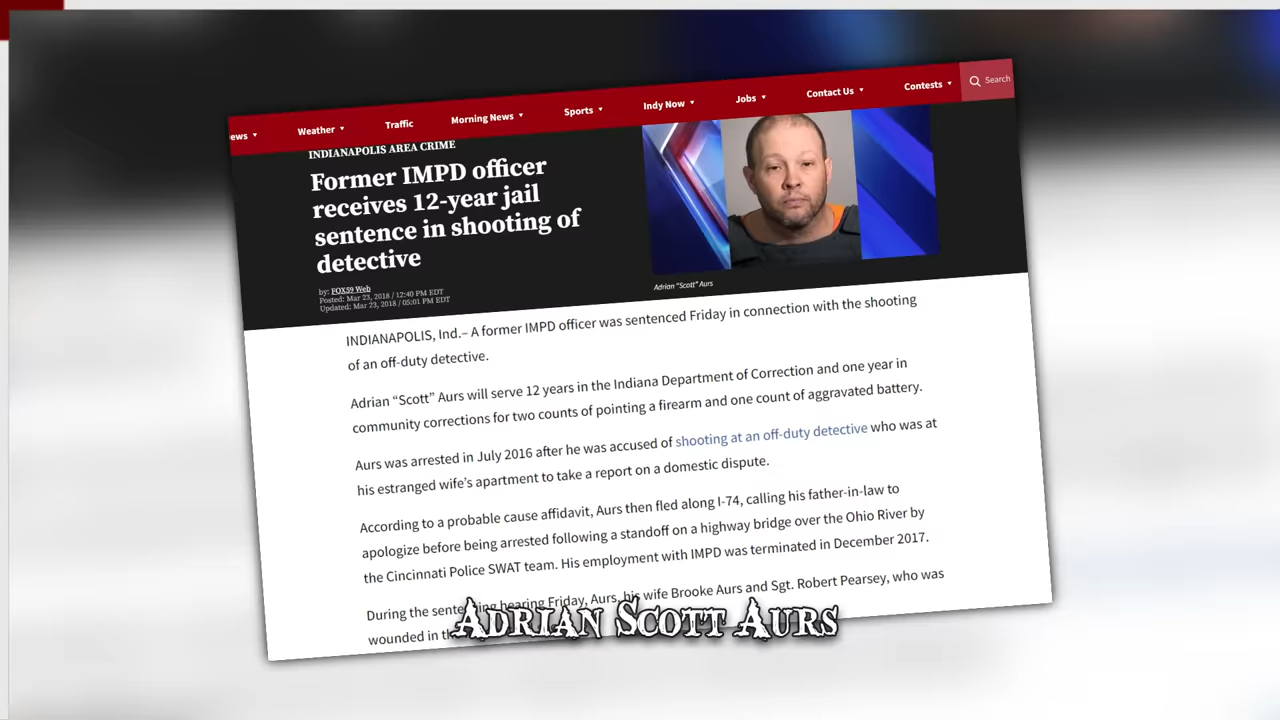 ews
Weather
Traffic
Morning News
Sports
Indy Now
Jobs
Contact Us
Contests
Search
INDIANAPOLIS AREA CRIME
Former IMPD officer
receives 12-year jail
sentence in shooting of
detective
by: FOX59 Web
Posted: Mar 23, 2018 / 12:40 PM EDT
Updated: Mar 23, 2018 / 05:01 PM EDT
Adrian "Scott" Aurs
INDIANAPOLIS, Ind.– A former IMPD officer was sentenced Friday in connection with the shooting
of an off-duty detective.
Adrian “Scott” Aurs will serve 12 years in the Indiana Department of Correction and one year in
community corrections for two counts of pointing a firearm and one count of aggravated battery.
Aurs was arrested in July 2016 after he was accused of shooting at an off-duty detective who was at
his estranged wife’s apartment to take a report on a domestic dispute.
According to a probable cause affidavit, Aurs then fled along I-74, calling his father-in-law to
apologize before being arrested following a standoff on a highway bridge over the Ohio River by
the Cincinnati Police SWAT team. His employment with IMPD was terminated in December 2017.
During the sentencing hearing Friday, Aurs, his wife Brooke Aurs and Sgt. Robert Pearsey, who was
wounded in
Adrian Scott Aurs